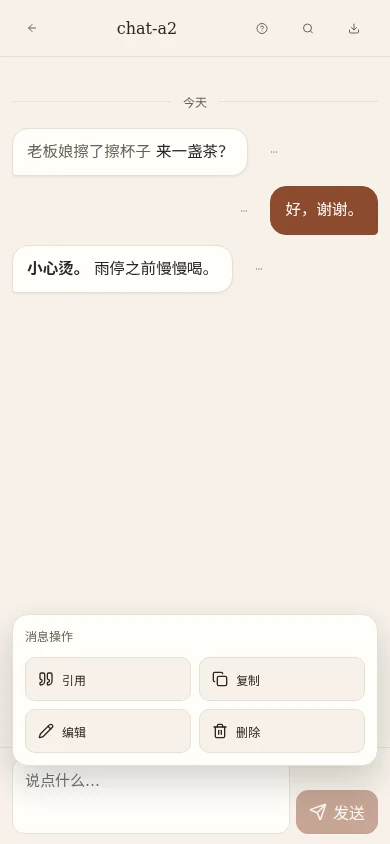 chat-a2
今天
老板娘擦了擦杯子 来一盏茶？
...
...
好，谢谢。
小心烫。 雨停之前慢慢喝。
...
消息操作
引用
复制
编辑
删除
说点什么...
发送